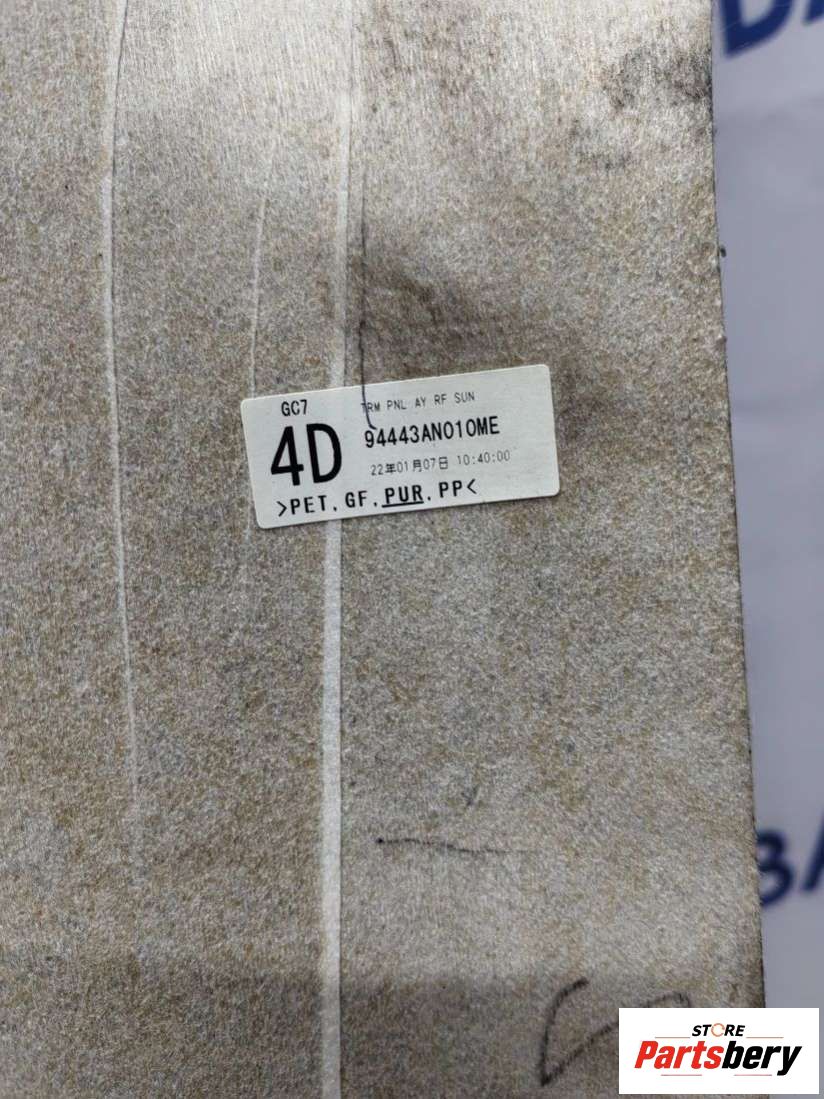 GC7
TRM PNL AY RF SUN
4D
94443AN010ME
22年01月07日 10:40:00
>PET,GF,PUR,PP<
STORE
Partsbery